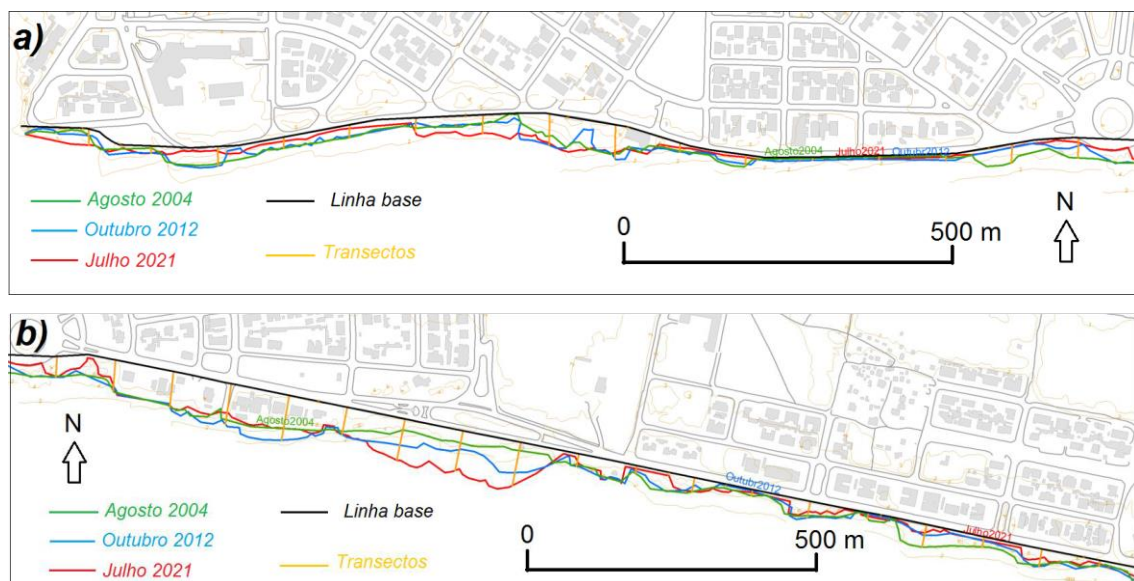 a)
Agosto2004 Julho2021 Outubr2012
Agosto 2004 Linha base
Outubro 2012
Julho 2021 Transectos
0 500 m
N
b)
N
Agosto2004
Outubr2012
Julho2021
Agosto 2004 Linha base
Outubro 2012
Julho 2021 Transectos
0 500 m